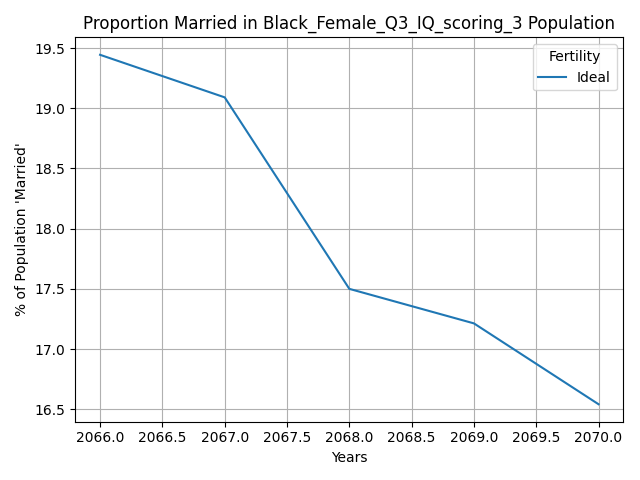 Proportion Married in Black_Female_Q3_IQ_scoring_3 Population
Fertility
Ideal
% of Population 'Married'
19.5
19.0
18.5
18.0
17.5
17.0
16.5
2066.0 2066.5 2067.0 2067.5 2068.0 2068.5 2069.0 2069.5 2070.0
Years